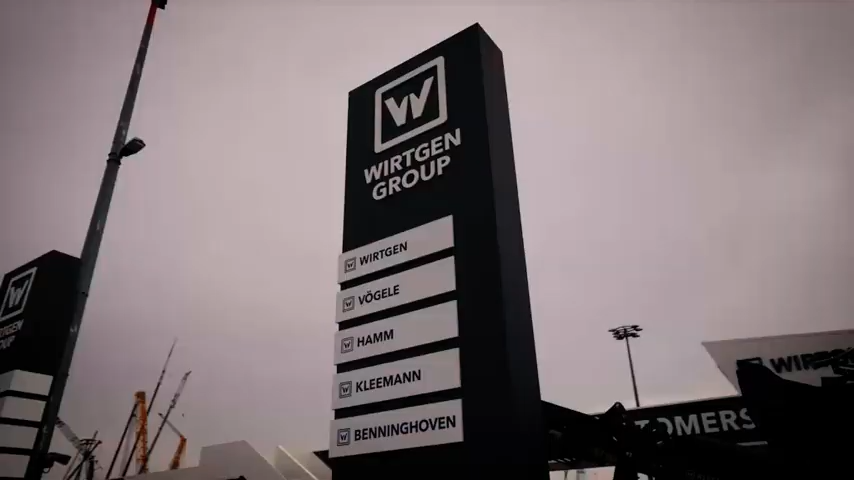 WIRTGEN
GROUP
WIRTGEN
VÖGELE
HAMM
KLEEMANN
BENNINGHOVEN